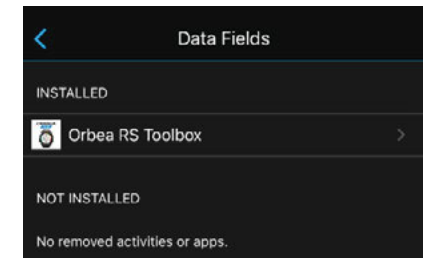 Data Fields
INSTALLED
Orbea RS Toolbox
NOT INSTALLED
No removed activities or apps.